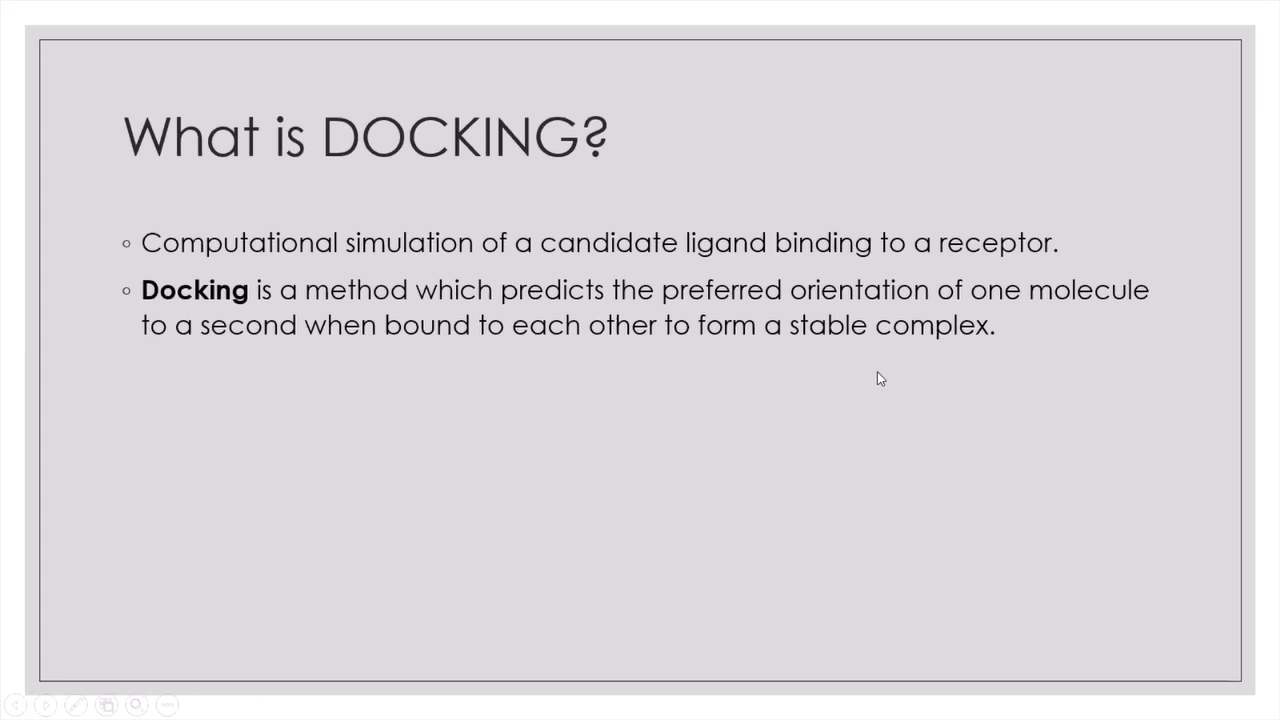 What is DOCKING?
Computational simulation of a candidate ligand binding to a receptor.
Docking is a method which predicts the preferred orientation of one molecule
to a second when bound to each other to form a stable complex.